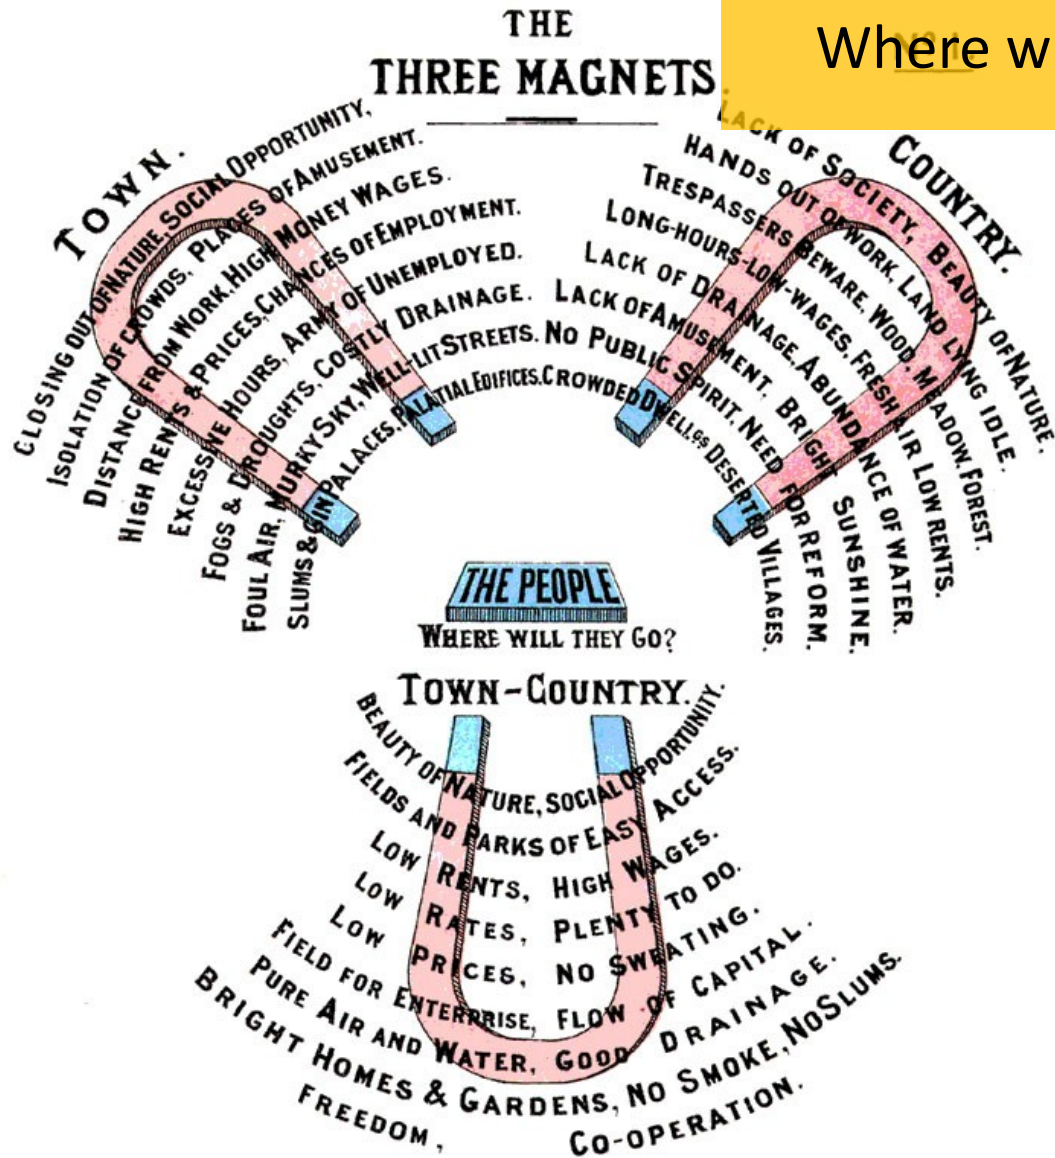 THE
THREE MAGNETS.
Where w
No 1.
TOWN.
CLOSING OUT OF NATURE. SOCIAL OPPORTUNITY.
ISOLATION OF CROWDS. PLACES OF AMUSEMENT.
DISTANCE FROM WORK. HIGH MONEY WAGES.
HIGH RENTS & PRICES. CHANCES OF EMPLOYMENT.
EXCESSIVE HOURS. ARMY OF UNEMPLOYED.
FOGS & DROUGHTS. COSTLY DRAINAGE.
FOUL AIR, MURKY SKY. WELL-LIT STREETS.
SLUMS & GIN PALACES. PALATIAL EDIFICES.
COUNTRY.
LACK OF SOCIETY, BEAUTY OF NATURE.
HANDS OUT OF WORK, LAND LYING IDLE.
TRESPASSERS BEWARE. WOOD, MEADOW, FOREST.
LONG-HOURS-LOW-WAGES, FRESH AIR LOW RENTS.
LACK OF DRAINAGE, ABUNDANCE OF WATER.
LACK OF AMUSEMENT, BRIGHT SUNSHINE.
NO PUBLIC SPIRIT, NEED FOR REFORM.
CROWDED DWELLGS DESERTED VILLAGES.
THE PEOPLE
WHERE WILL THEY GO?
TOWN-COUNTRY.
BEAUTY OF NATURE, SOCIAL OPPORTUNITY.
FIELDS AND PARKS OF EASY ACCESS.
LOW RENTS, HIGH WAGES.
LOW RATES, PLENTY TO DO.
LOW PRICES, NO SWEATING.
FIELD FOR ENTERPRISE, FLOW OF CAPITAL.
PURE AIR AND WATER, GOOD DRAINAGE.
BRIGHT HOMES & GARDENS, NO SMOKE, NO SLUMS.
FREEDOM, CO-OPERATION.